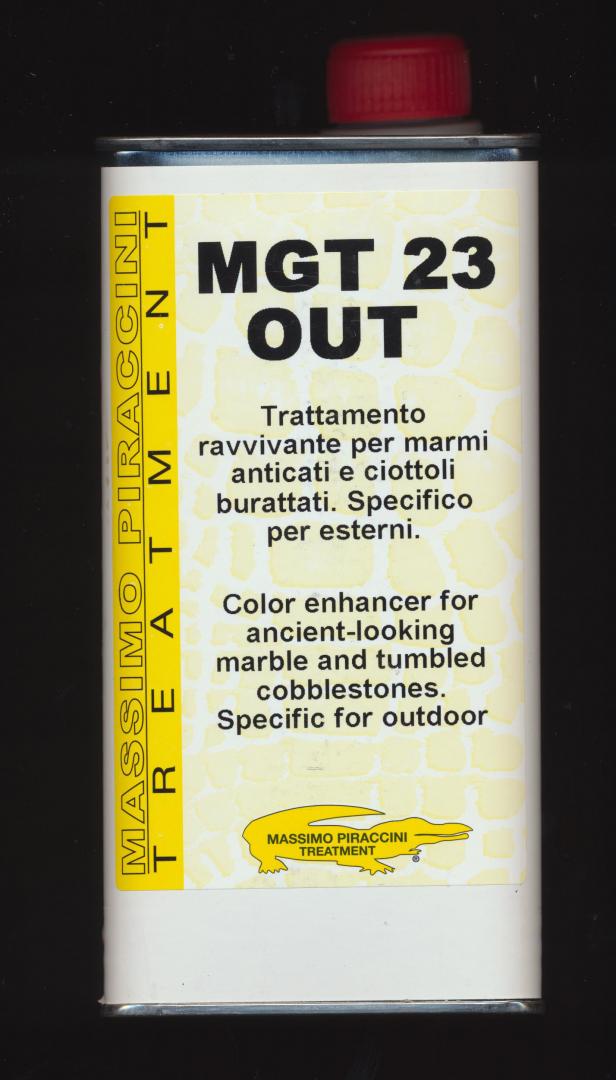 MASSIMO PIRACCINI
TREATMENT
MGT 23
OUT
Trattamento
ravvivante per marmi
anticati e ciottoli
burattati. Specifico
per esterni.
Color enhancer for
ancient-looking
marble and tumbled
cobblestones.
Specific for outdoor
MASSIMO PIRACCINI
TREATMENT
®